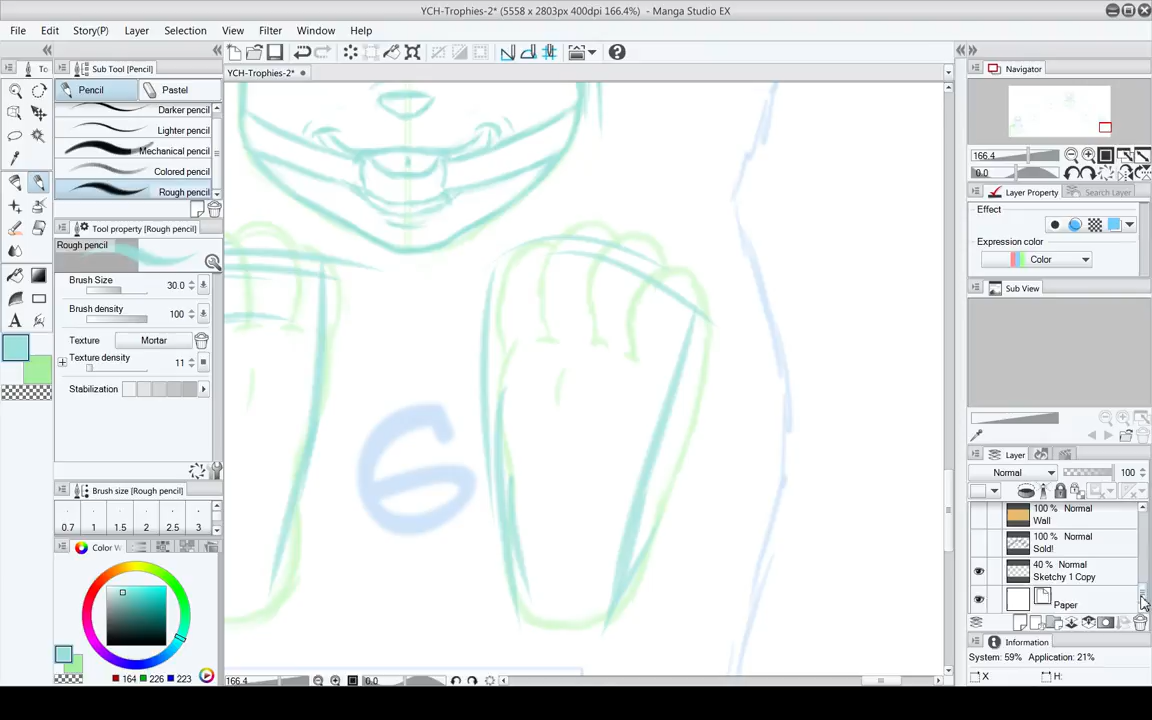 YCH-Trophies-2* (5558 x 2803px 400dpi 166.4%) - Manga Studio EX
File Edit Story(P) Layer Selection View Filter Window Help
To Sub Tool [Pencil] YCH-Trophies-2* Navigator
Pencil Pastel
Darker pencil
Lighter pencil
Mechanical pencil
Colored pencil
Rough pencil
166.4
0.0
Layer Property Search Layer
Effect
Tool property [Rough pencil]
Rough pencil
Expression color
Color
Brush Size 30.0
Sub View
Brush density 100
Texture Mortar
Texture density 11
Stabilization
6
Layer
Normal 100
Brush size [Rough pencil]
0.7 1 1.5 2 2.5 3
100 % Normal
Wall
100 % Normal
Sold!
40 % Normal
Sketchy 1 Copy
Paper
Color W
Information
System: 59% Application: 21%
X H:
164 226 223
166.4 0.0